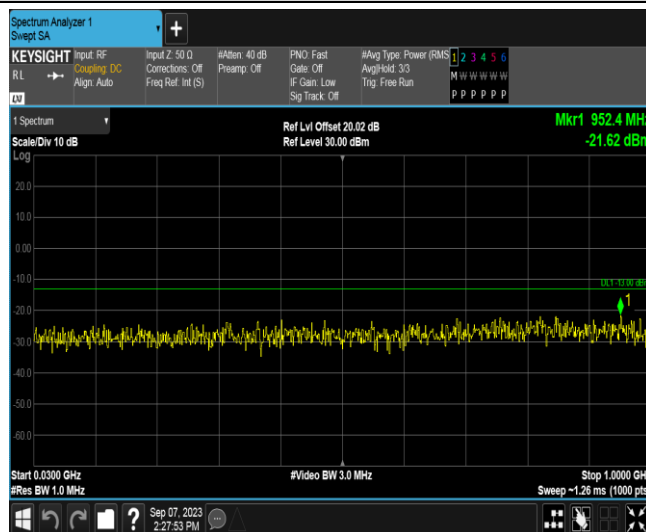 Spectrum Analyzer 1
Swept SA
KEYSIGHT
RL
LXI
Input: RF
Coupling: DC
Align: Auto
Input Z: 50 Ω
Corrections: Off
Freq Ref: Int (S)
#Atten: 40 dB
Preamp: Off
PNO: Fast
Gate: Off
IF Gain: Low
Sig Track: Off
#Avg Type: Power (RMS
Avg|Hold: 3/3
Trig: Free Run
1 2 3 4 5 6
M W W W W W
P P P P P P
1 Spectrum
Scale/Div 10 dB
Log
Ref Lvl Offset 20.02 dB
Ref Level 30.00 dBm
Mkr1 952.4 MHz
-21.62 dBm
20.0
10.0
0.00
-10.0
DL1 -13.00 dBm
1
-20.0
-30.0
-40.0
-50.0
-60.0
Start 0.0300 GHz
#Res BW 1.0 MHz
#Video BW 3.0 MHz
Stop 1.0000 GH
Sweep ~1.26 ms (1000 pts
?
Sep 07, 2023
2:27:53 PM